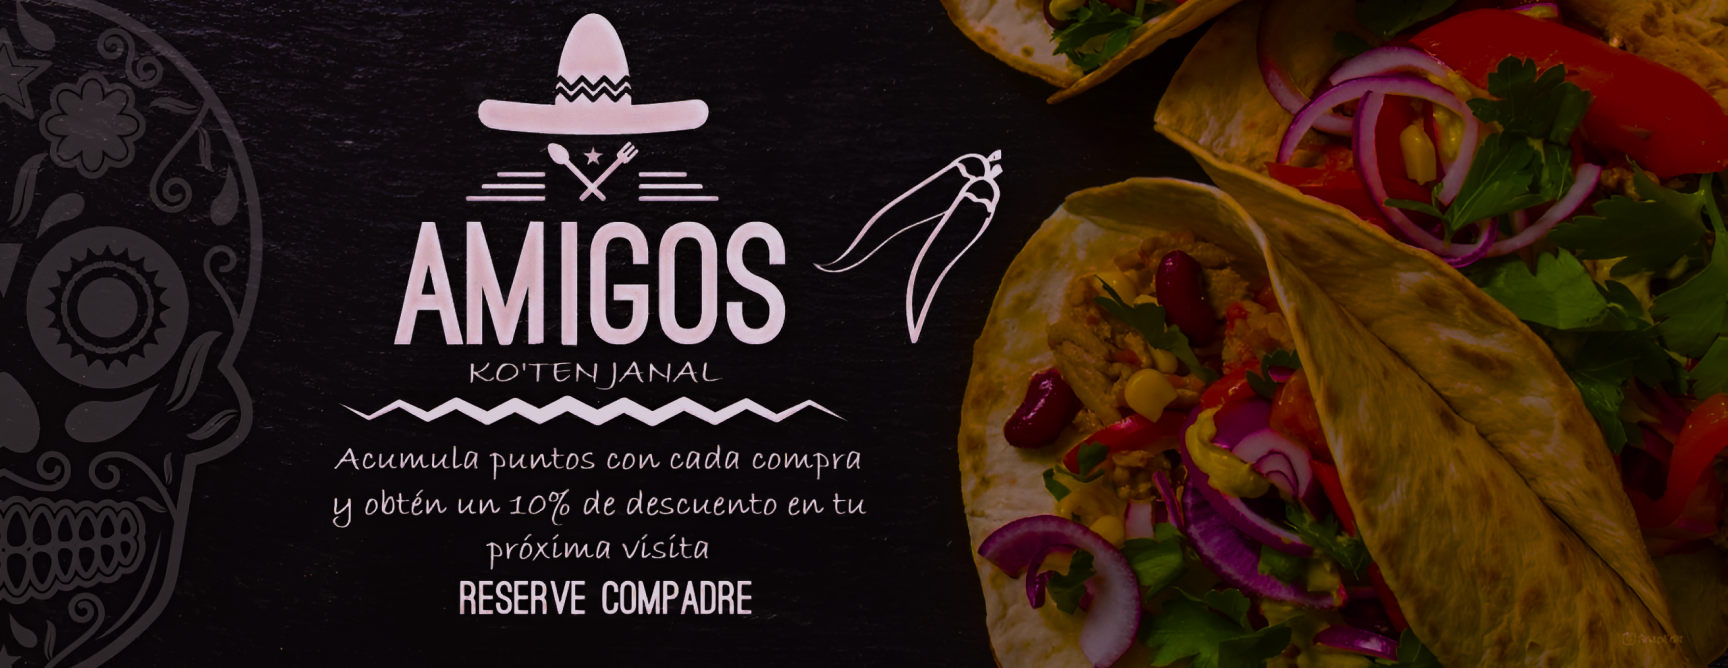 AMIGOS
KO'TEN JANAL
Acumula puntos con cada compra
y obtén un 10% de descuento en tu
próxima visita
RESERVE COMPADRE